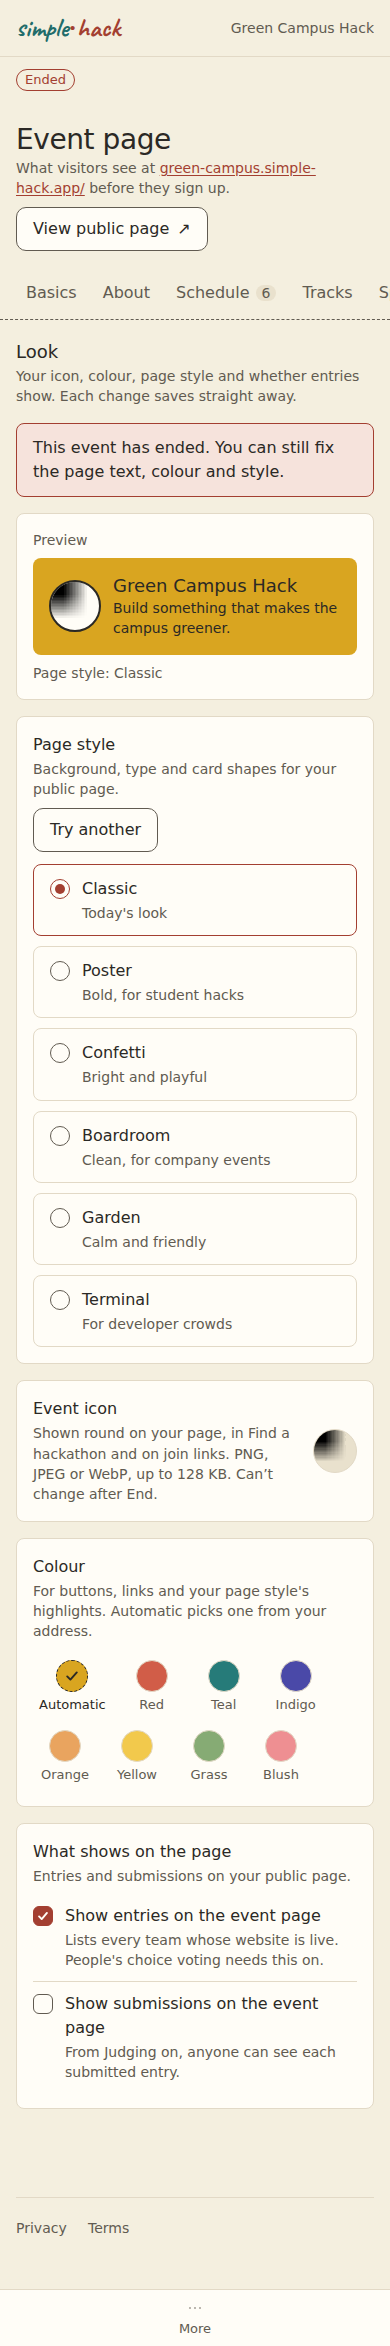 simple·hack
Green Campus Hack
Ended
Event page
What visitors see at green-campus.simple-
hack.app/ before they sign up.
View public page ↗
Basics About Schedule 6 Tracks S
Look
Your icon, colour, page style and whether entries
show. Each change saves straight away.
This event has ended. You can still fix
the page text, colour and style.
Preview
Green Campus Hack
Build something that makes the
campus greener.
Page style: Classic
Page style
Background, type and card shapes for your
public page.
Try another
Classic
Today's look
Poster
Bold, for student hacks
Confetti
Bright and playful
Boardroom
Clean, for company events
Garden
Calm and friendly
Terminal
For developer crowds
Event icon
Shown round on your page, in Find a
hackathon and on join links. PNG,
JPEG or WebP, up to 128 KB. Can’t
change after End.
Colour
For buttons, links and your page style's
highlights. Automatic picks one from your
address.
Automatic Red Teal Indigo
Orange Yellow Grass Blush
What shows on the page
Entries and submissions on your public page.
Show entries on the event page
Lists every team whose website is live.
People's choice voting needs this on.
Show submissions on the event
page
From Judging on, anyone can see each
submitted entry.
Privacy Terms
...
More